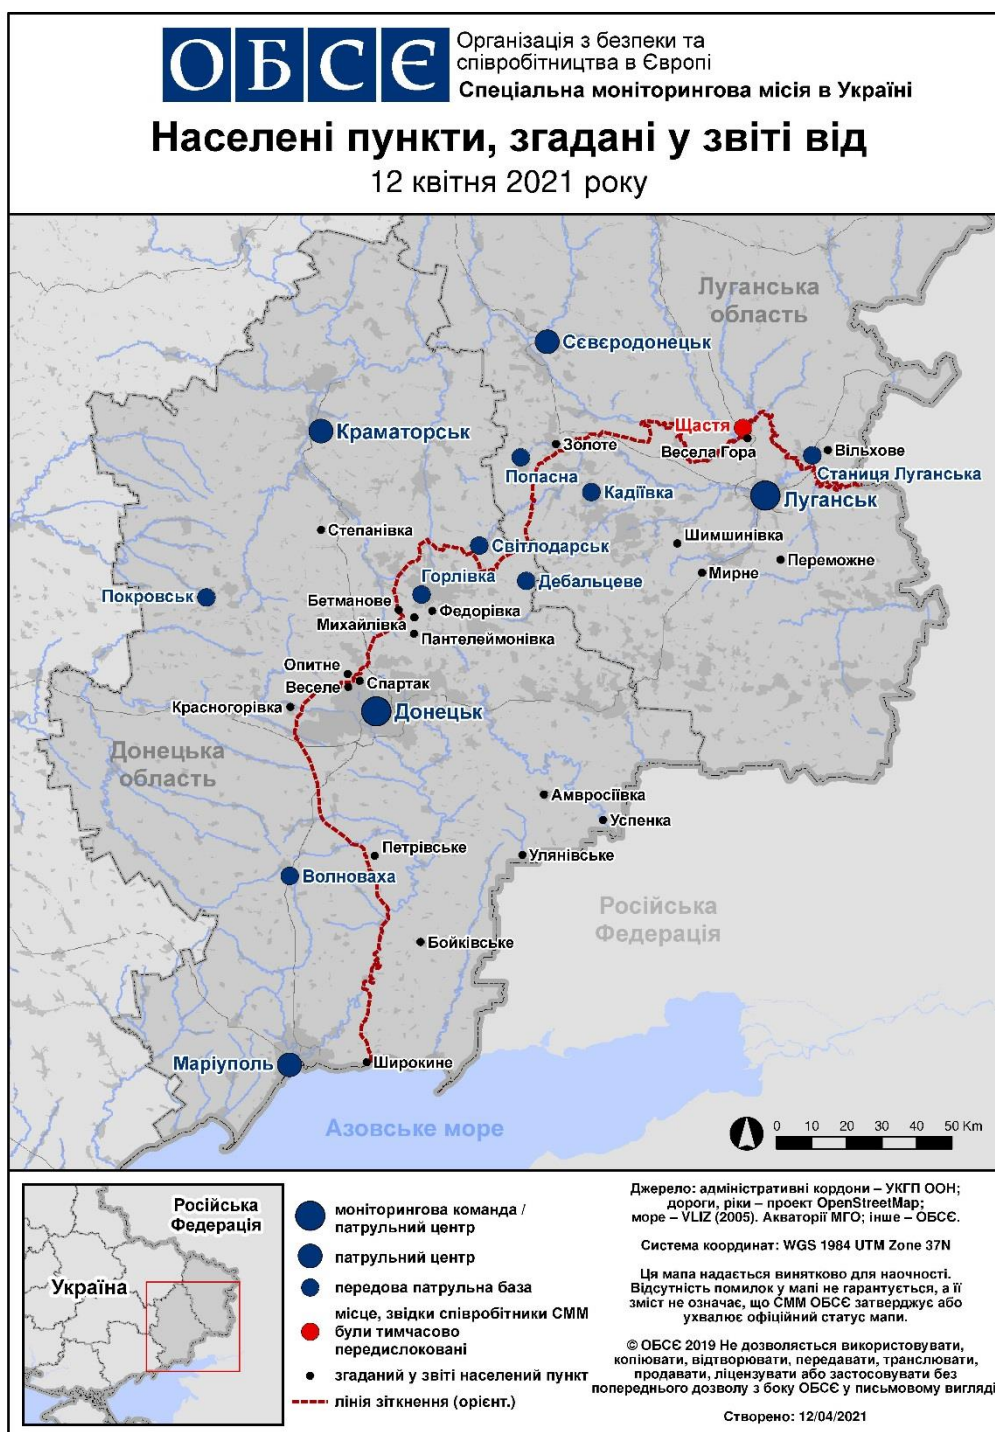 ОБСЄ
Організація з безпеки та
співробітництва в Європі
Спеціальна моніторингова місія в Україні
Населені пункти, згадані у звіті від
12 квітня 2021 року
Луганська
область
Сєвєродонецьк
Щастя
Краматорськ
Золоте
Весела Гора
Вільхове
Попасна
Станиця Луганська
Кадіївка
Луганськ
Степанівка
Шимшинівка
Світлодарськ
Переможне
Горлівка
Дебальцеве
Мирне
Покровськ
Бетманове
Федорівка
Михайлівка
Пантелеймонівка
Опитне
Спартак
Веселе
Красногорівка
Донецьк
Донецька
область
Амвросіївка
Успенка
Петрівське
Улянівське
Волноваха
Російська
Федерація
Бойківське
Маріуполь
Широкине
Азовське море
0 10 20 30 40 50 Km
Російська
Федерація
Україна
моніторингова команда /
патрульний центр
патрульний центр
передова патрульна база
місце, звідки співробітники СММ
були тимчасово
передислоковані
згаданий у звіті населений пункт
лінія зіткнення (орієнт.)
Джерело: адміністративні кордони – УКГП ООН;
дороги, ріки – проект OpenStreetMap;
море – VLIZ (2005). Акваторії МГО; інше – ОБСЄ.
Система координат: WGS 1984 UTM Zone 37N
Ця мапа надається винятково для наочності.
Відсутність помилок у мапі не гарантується, а її
зміст не означає, що СММ ОБСЄ затверджує або
ухвалює офіційний статус мапи.
© ОБСЄ 2019 Не дозволяється використовувати,
копіювати, відтворювати, передавати, транслювати,
продавати, ліцензувати або застосовувати без
попереднього дозволу з боку ОБСЄ у письмовому вигляді
Створено: 12/04/2021